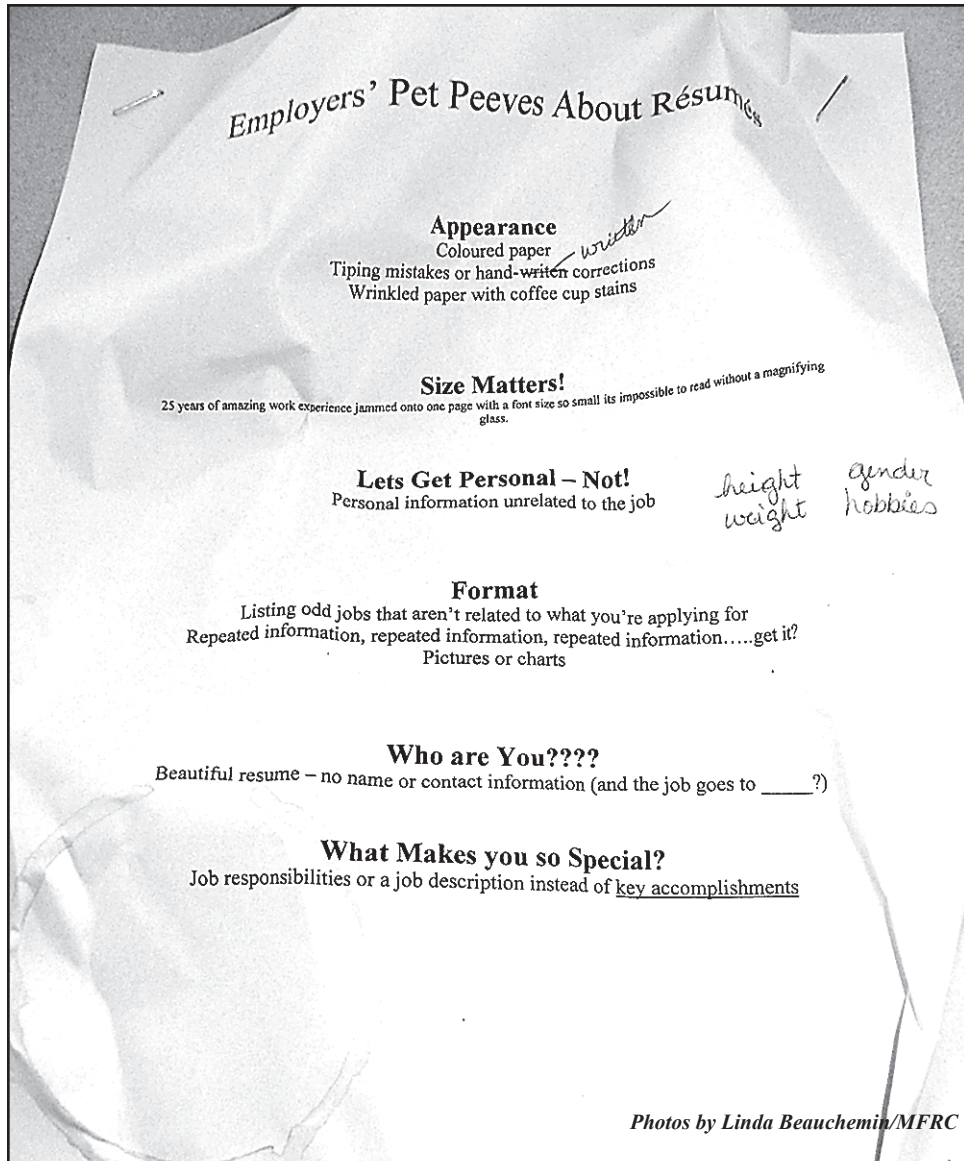 Employers' Pet Peeves About Résumés
Appearance
Coloured paper
written
Tiping mistakes or hand-writen corrections
Wrinkled paper with coffee cup stains
Size Matters!
25 years of amazing work experience jammed onto one page with a font size so small its impossible to read without a magnifying
glass.
Lets Get Personal – Not!
Personal information unrelated to the job
height gender
weight hobbies
Format
Listing odd jobs that aren't related to what you're applying for
Repeated information, repeated information, repeated information…..get it?
Pictures or charts
Who are You????
Beautiful resume – no name or contact information (and the job goes to _____?)
What Makes you so Special?
Job responsibilities or a job description instead of key accomplishments
Photos by Linda Beauchemin/MFRC